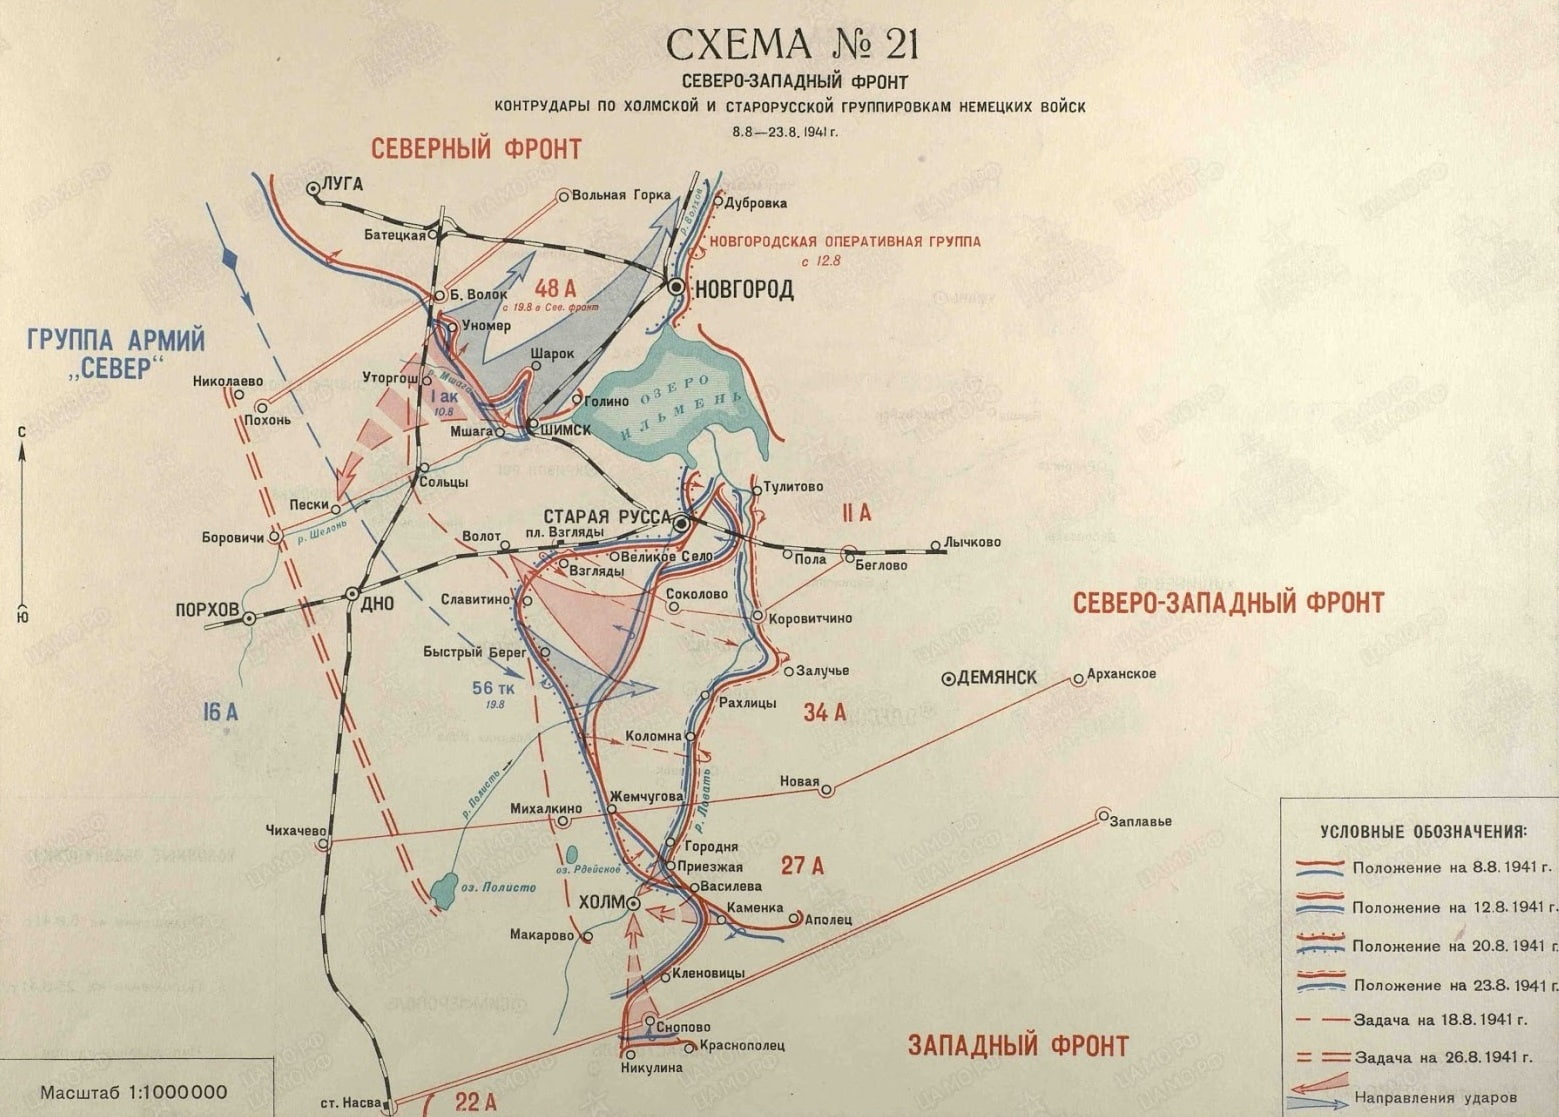 СХЕМА № 21
СЕВЕРО-ЗАПАДНЫЙ ФРОНТ
КОНТРУДАРЫ ПО ХОЛМСКОЙ И СТАРОРУССКОЙ ГРУППИРОВКАМ НЕМЕЦКИХ ВОЙСК
8.8—23.8.1941 г.
СЕВЕРНЫЙ ФРОНТ
ЛУГА
Вольная Горка
р. Волхов
Дубровка
Батецкая
НОВГОРОДСКАЯ ОПЕРАТИВНАЯ ГРУППА
с 12.8
НОВГОРОД
Б. Волок
48 А
с 19.8 в Сев. фронт
Уномер
ГРУППА АРМИЙ
„СЕВЕР“
Шарок
Николаево
Уторгош
р. Мшага
I ак
10.8
ОЗЕРО
ИЛЬМЕНЬ
Голино
Похонь
Мшага
ШИМСК
С
Сольцы
Тулитово
Пески
СТАРАЯ РУССА
11 А
Боровичи
р. Шелонь
Волот
пл. Взгляды
Лычково
Великое Село
Пола
Беглово
Взгляды
ПОРХОВ
ДНО
Славитино
Соколово
СЕВЕРО-ЗАПАДНЫЙ ФРОНТ
Ю
Коровитчино
Быстрый Берег
Залучье
ДЕМЯНСК
Архановское
56 тк
19.8
16 А
Рахлицы
34 А
Коломна
р. Полисть
р. Ловать
Новая
Жемчугова
Михалкино
Чихачево
Заплавье
Городня
оз. Рдейское
Приезжая
27 А
оз. Полисто
Василева
ХОЛМ
Каменка
Аполец
Макарово
Кленовицы
Снопово
Краснополец
Никулина
ЗАПАДНЫЙ ФРОНТ
ст. Насва
22 А
Масштаб 1:1000000
УСЛОВНЫЕ ОБОЗНАЧЕНИЯ:
Положение на 8.8.1941 г.
Положение на 12.8.1941 г.
Положение на 20.8.1941 г.
Положение на 23.8.1941 г.
Задача на 18.8.1941 г.
Задача на 26.8.1941 г.
Направления ударов